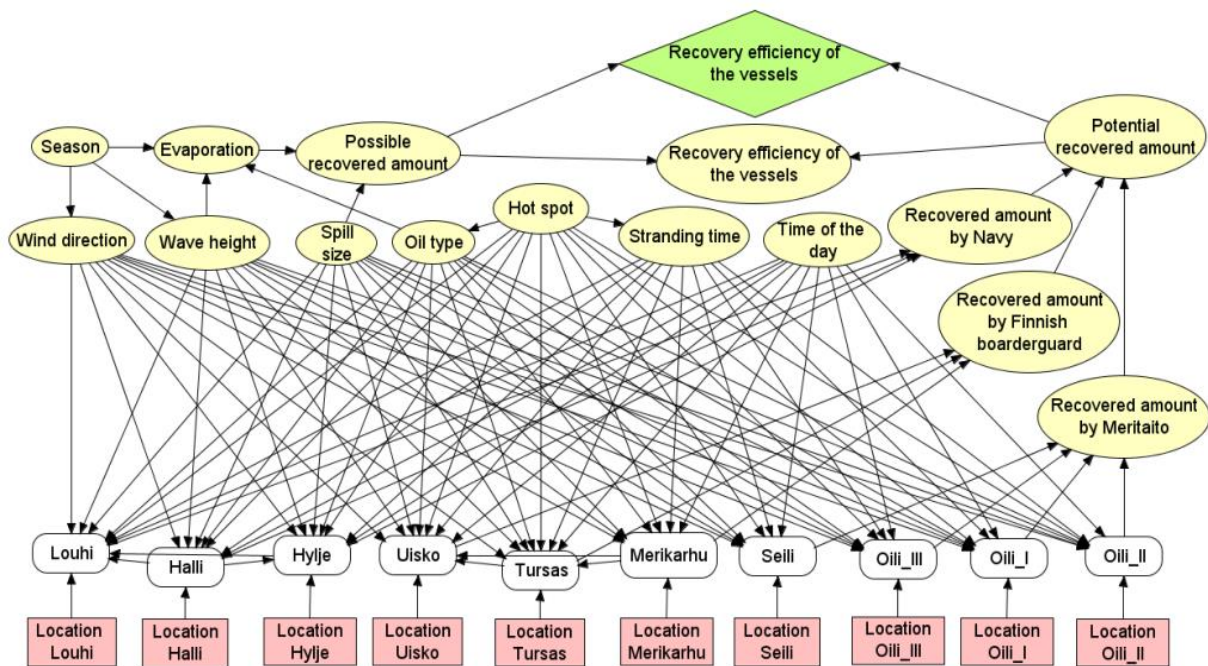 Recovery efficiency of
the vessels
Season
Evaporation
Possible
recovered amount
Recovery efficiency of
the vessels
Potential
recovered amount
Hot spot
Wind direction
Wave height
Spill
size
Oil type
Stranding time
Time of the
day
Recovered amount
by Navy
Recovered amount
by Finnish
boarderguard
Recovered amount
by Meritaito
Louhi
Halli
Hylje
Uisko
Tursas
Merikarhu
Seili
Oili_III
Oili_I
Oili_II
Location
Louhi
Location
Halli
Location
Hylje
Location
Uisko
Location
Tursas
Location
Merikarhu
Location
Seili
Location
Oili_III
Location
Oili_I
Location
Oili_II